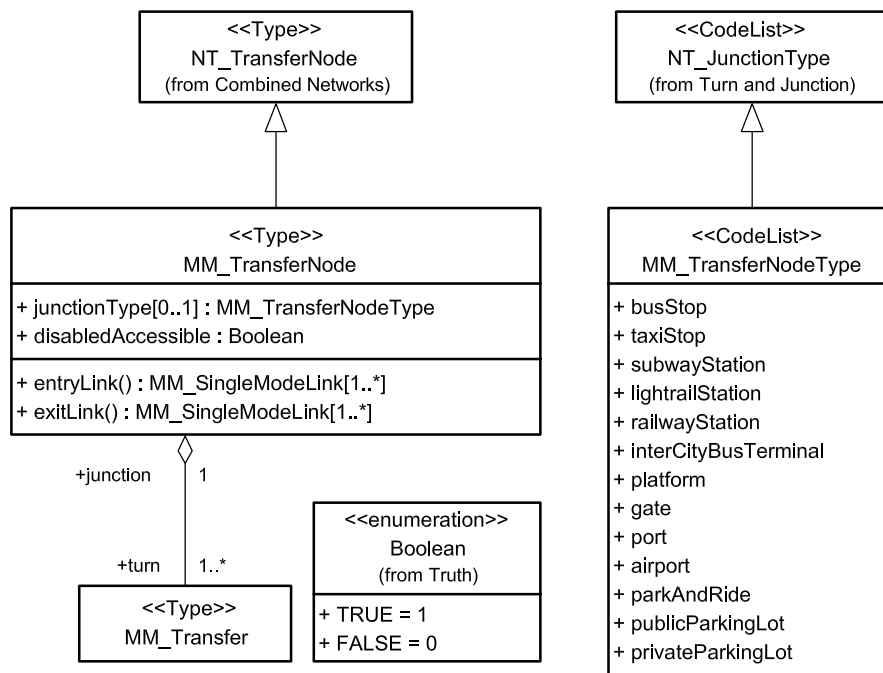 <<Type>>
NT_TransferNode
(from Combined Networks)
<<CodeList>>
NT_JunctionType
(from Turn and Junction)
<<Type>>
MM_TransferNode
+ junctionType[0..1] : MM_TransferNodeType
+ disabledAccessible : Boolean
+ entryLink() : MM_SingleModeLink[1..*]
+ exitLink() : MM_SingleModeLink[1..*]
+junction
1
+turn
1..*
<<Type>>
MM_Transfer
<<enumeration>>
Boolean
(from Truth)
+ TRUE = 1
+ FALSE = 0
<<CodeList>>
MM_TransferNodeType
+ busStop
+ taxiStop
+ subwayStation
+ lightrailStation
+ railwayStation
+ interCityBusTerminal
+ platform
+ gate
+ port
+ airport
+ parkAndRide
+ publicParkingLot
+ privateParkingLot